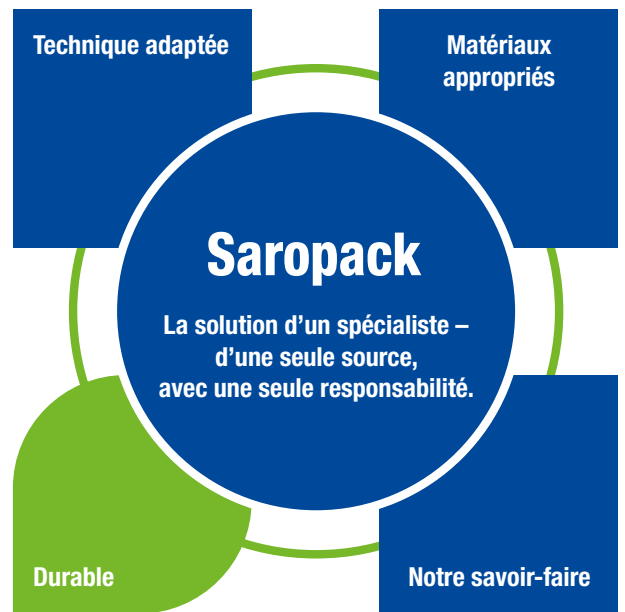 Technique adaptée
Matériaux
appropriés
Saropack
La solution d’un spécialiste –
d’une seule source,
avec une seule responsabilité.
Durable
Notre savoir-faire